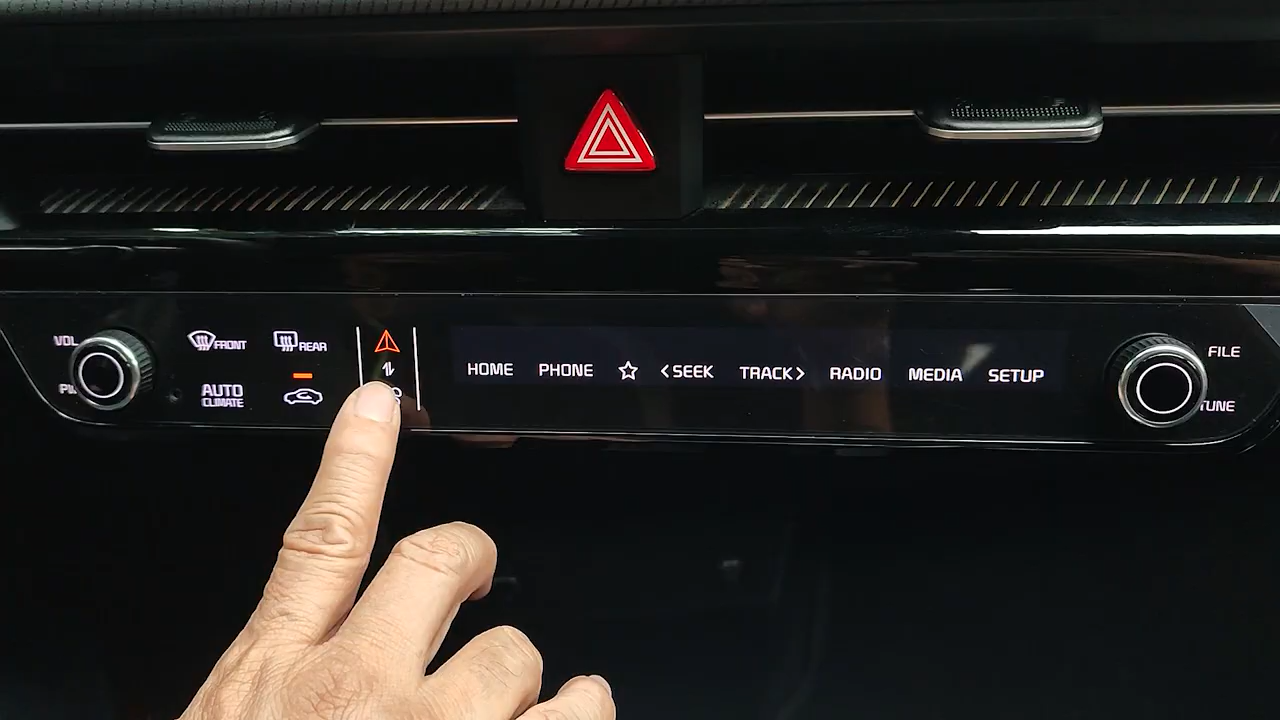 VOL
FRONT
REAR
AUTO
CLIMATE
HOME PHONE <SEEK TRACK> RADIO MEDIA SETUP
FILE
TUNE